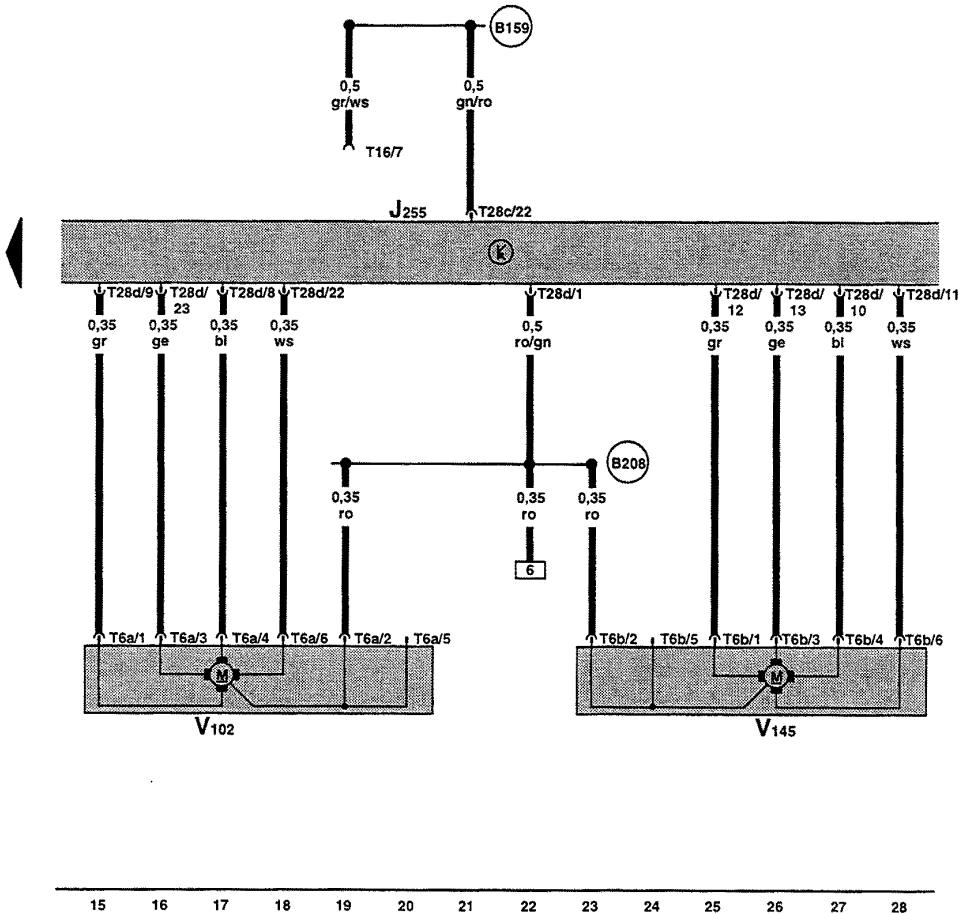 B159
0,5
gr/ws
0,5
gn/ro
T16/7
J255
T28c/22
k
T28d/9
T28d/
23
T28d/8
T28d/22
T28d/1
T28d/
12
T28d/
13
T28d/
10
T28d/11
0,35
gr
0,35
ge
0,35
bl
0,35
ws
0,5
ro/gn
0,35
gr
0,35
ge
0,35
bl
0,35
ws
B208
0,35
ro
0,35
ro
0,35
ro
6
T6a/1
T6a/3
T6a/4
T6a/6
T6a/2
T6a/5
T6b/2
T6b/5
T6b/1
T6b/3
T6b/4
T6b/6
M
M
V102
V145
15 16 17 18 19 20 21 22 23 24 25 26 27 28